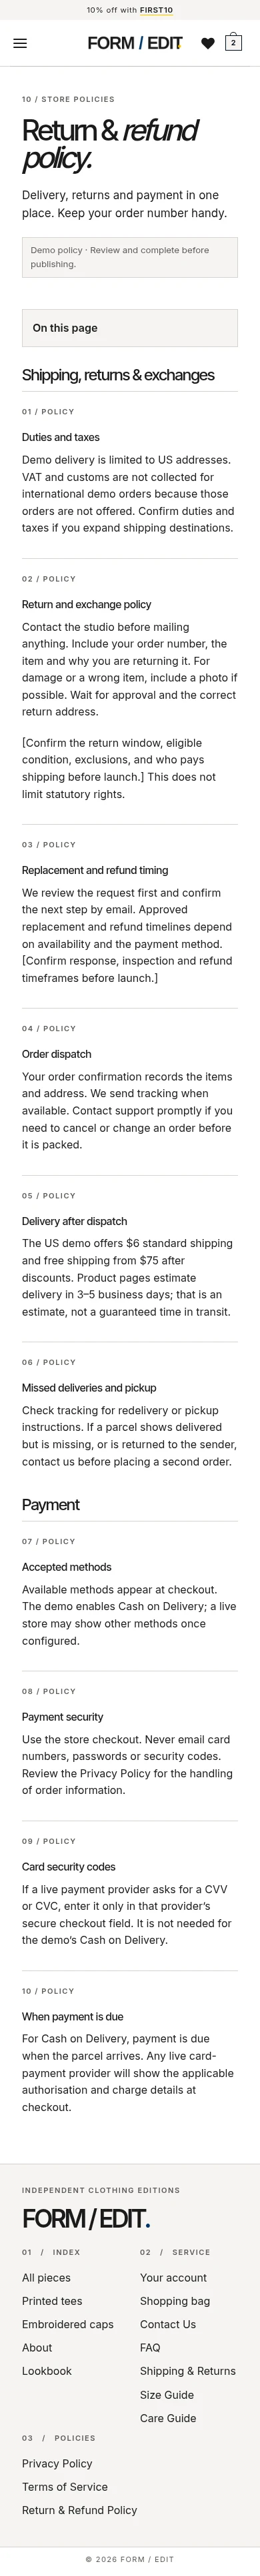 10% off with FIRST10
FORM / EDIT.
2
10 / STORE POLICIES
Return & refund
policy.
Delivery, returns and payment in one
place. Keep your order number handy.
Demo policy · Review and complete before
publishing.
On this page
Shipping, returns & exchanges
01 / POLICY
Duties and taxes
Demo delivery is limited to US addresses.
VAT and customs are not collected for
international demo orders because those
orders are not offered. Confirm duties and
taxes if you expand shipping destinations.
02 / POLICY
Return and exchange policy
Contact the studio before mailing
anything. Include your order number, the
item and why you are returning it. For
damage or a wrong item, include a photo if
possible. Wait for approval and the correct
return address.
[Confirm the return window, eligible
condition, exclusions, and who pays
shipping before launch.] This does not
limit statutory rights.
03 / POLICY
Replacement and refund timing
We review the request first and confirm
the next step by email. Approved
replacement and refund timelines depend
on availability and the payment method.
[Confirm response, inspection and refund
timeframes before launch.]
04 / POLICY
Order dispatch
Your order confirmation records the items
and address. We send tracking when
available. Contact support promptly if you
need to cancel or change an order before
it is packed.
05 / POLICY
Delivery after dispatch
The US demo offers $6 standard shipping
and free shipping from $75 after
discounts. Product pages estimate
delivery in 3–5 business days; that is an
estimate, not a guaranteed time in transit.
06 / POLICY
Missed deliveries and pickup
Check tracking for redelivery or pickup
instructions. If a parcel shows delivered
but is missing, or is returned to the sender,
contact us before placing a second order.
Payment
07 / POLICY
Accepted methods
Available methods appear at checkout.
The demo enables Cash on Delivery; a live
store may show other methods once
configured.
08 / POLICY
Payment security
Use the store checkout. Never email card
numbers, passwords or security codes.
Review the Privacy Policy for the handling
of order information.
09 / POLICY
Card security codes
If a live payment provider asks for a CVV
or CVC, enter it only in that provider's
secure checkout field. It is not needed for
the demo's Cash on Delivery.
10 / POLICY
When payment is due
For Cash on Delivery, payment is due
when the parcel arrives. Any live card-
payment provider will show the applicable
authorisation and charge details at
checkout.
INDEPENDENT CLOTHING EDITIONS
FORM / EDIT.
01 / INDEX
All pieces
Printed tees
Embroidered caps
About
Lookbook
02 / SERVICE
Your account
Shopping bag
Contact Us
FAQ
Shipping & Returns
Size Guide
Care Guide
03 / POLICIES
Privacy Policy
Terms of Service
Return & Refund Policy
© 2026 FORM / EDIT